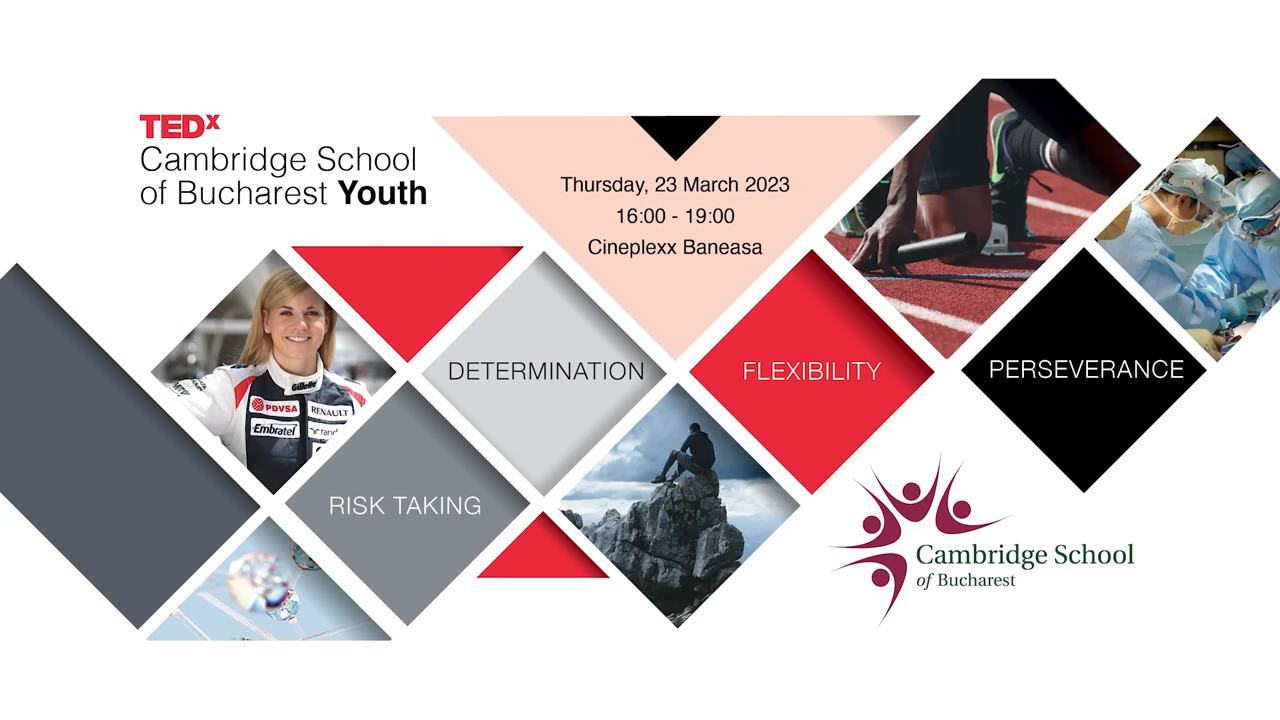 TEDx
Cambridge School
of Bucharest Youth
Thursday, 23 March 2023
16:00 - 19:00
Cineplexx Baneasa
DETERMINATION
FLEXIBILITY
PERSEVERANCE
Gillette
PDVSA
RENAULT
Embratel
RISK TAKING
Cambridge School
of Bucharest